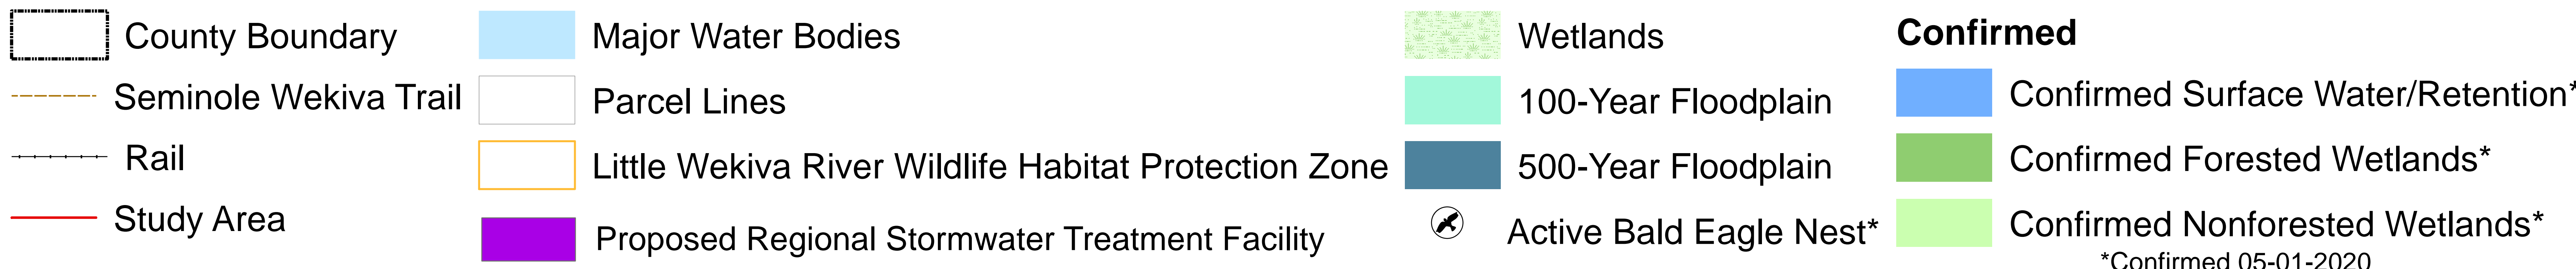 County Boundary
Seminole Wekiva Trail
Rail
Study Area
Major Water Bodies
Parcel Lines
Little Wekiva River Wildlife Habitat Protection Zone
Proposed Regional Stormwater Treatment Facility
Wetlands
100-Year Floodplain
500-Year Floodplain
Active Bald Eagle Nest*
Confirmed
Confirmed Surface Water/Retention*
Confirmed Forested Wetlands*
Confirmed Nonforested Wetlands*
*Confirmed 05-01-2020